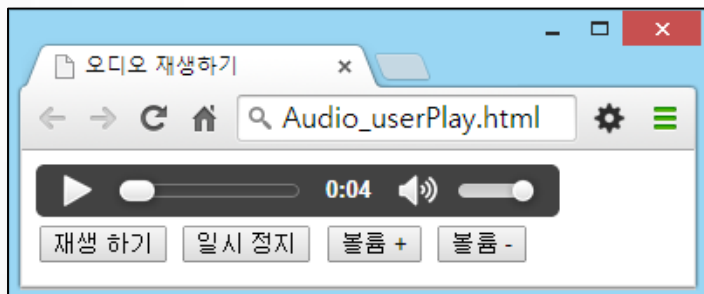 오디오 재생하기
Audio_userPlay.html
0:04
재생 하기 일시 정지 볼륨 + 볼륨 -